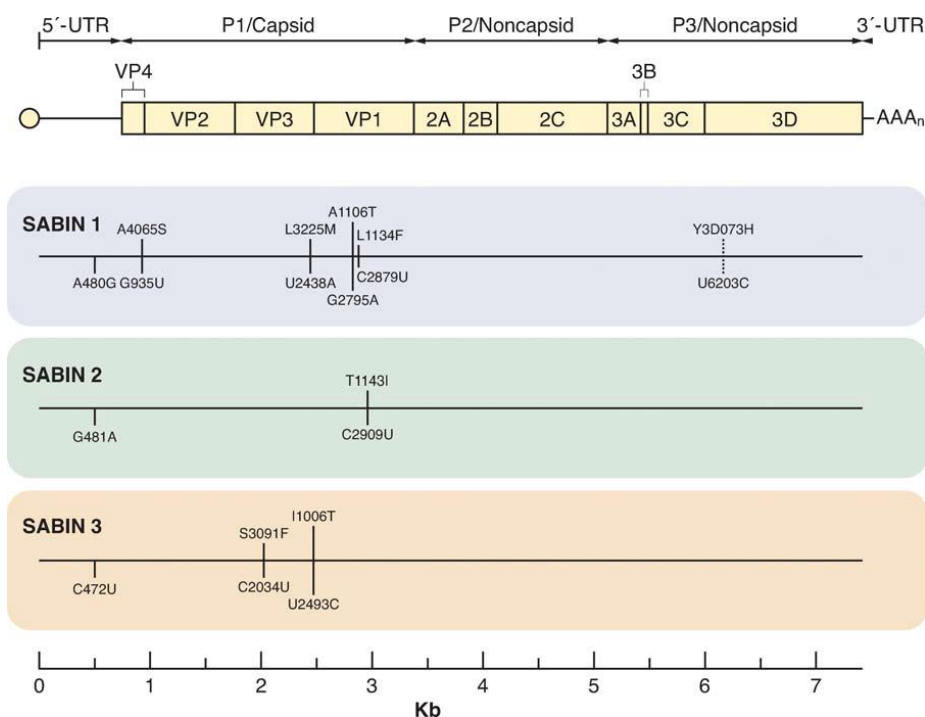 5´-UTR P1/Capsid P2/Noncapsid P3/Noncapsid 3´-UTR
VP4 3B
VP2 VP3 VP1 2A 2B 2C 3A 3C 3D AAAn
SABIN 1
A1106T
A4065S L3225M L1134F Y3D073H
A480G G935U U2438A C2879U U6203C
G2795A
SABIN 2
T1143I
G481A C2909U
SABIN 3
I1006T
S3091F
C472U C2034U
U2493C
0 1 2 3 4 5 6 7
Kb